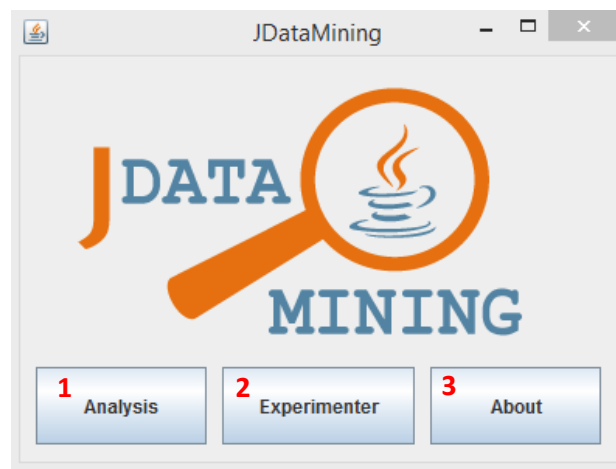 JDataMining
JDATA
MINING
1 Analysis
2 Experimenter
3 About